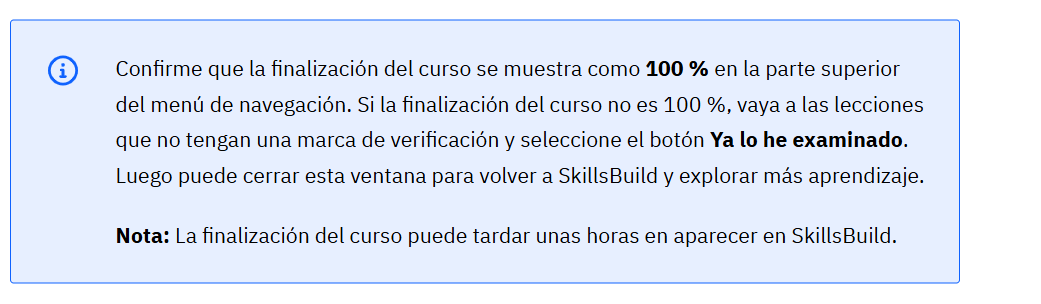 Confirme que la finalización del curso se muestra como 100 % en la parte superior
del menú de navegación. Si la finalización del curso no es 100 %, vaya a las lecciones
que no tengan una marca de verificación y seleccione el botón Ya lo he examinado.
Luego puede cerrar esta ventana para volver a SkillsBuild y explorar más aprendizaje.
Nota: La finalización del curso puede tardar unas horas en aparecer en SkillsBuild.